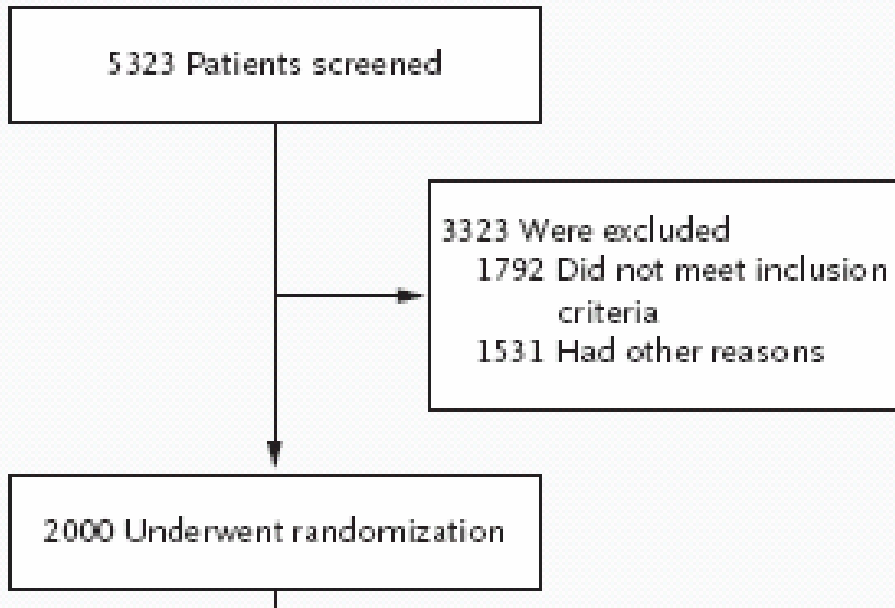 5323 Patients screened
3323 Were excluded
1792 Did not meet inclusion
criteria
1531 Had other reasons
2000 Underwent randomization